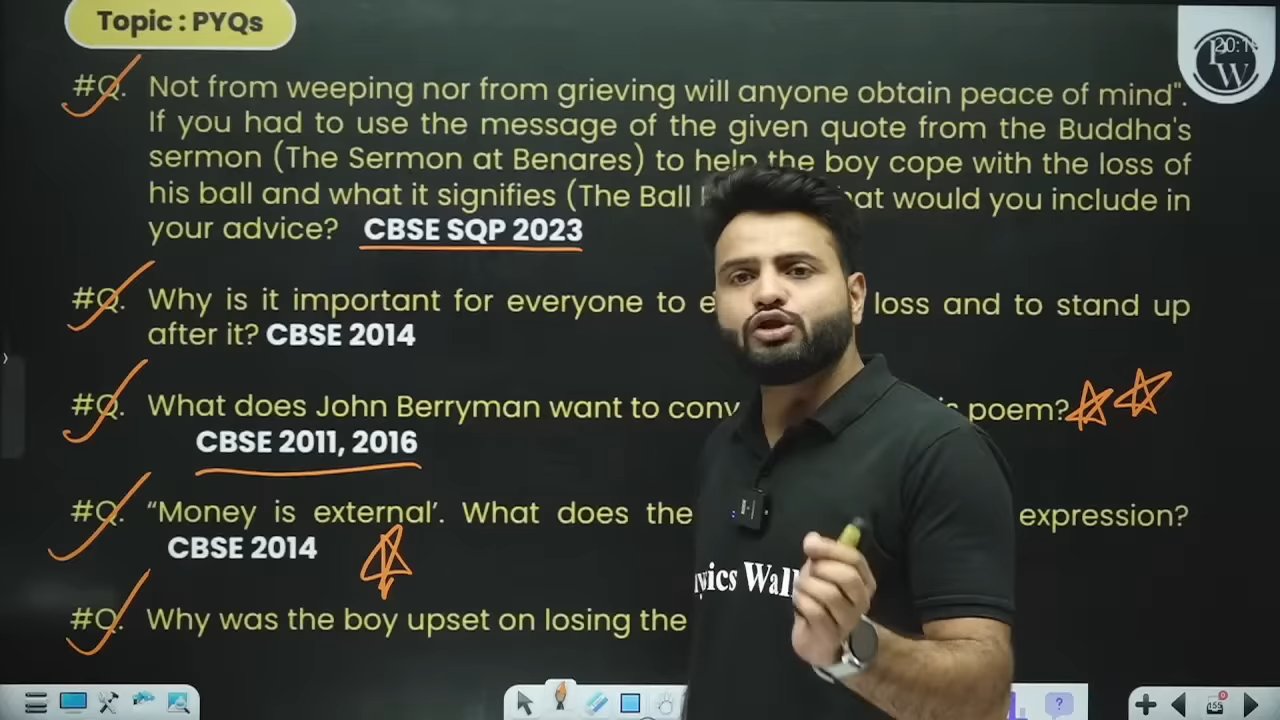 Topic : PYQs
20:1
PW
#Q. Not from weeping nor from grieving will anyone obtain peace of mind".
If you had to use the message of the given quote from the Buddha's
sermon (The Sermon at Benares) to help the boy cope with the loss of
his ball and what it signifies (The Ball would you include in
your advice? CBSE SQP 2023
#Q. Why is it important for everyone to loss and to stand up
after it? CBSE 2014
#Q. What does John Berryman want to poem?
CBSE 2011, 2016
#Q. “Money is external’. What does the expression?
CBSE 2014
#Q. Why was the boy upset on losing the
155